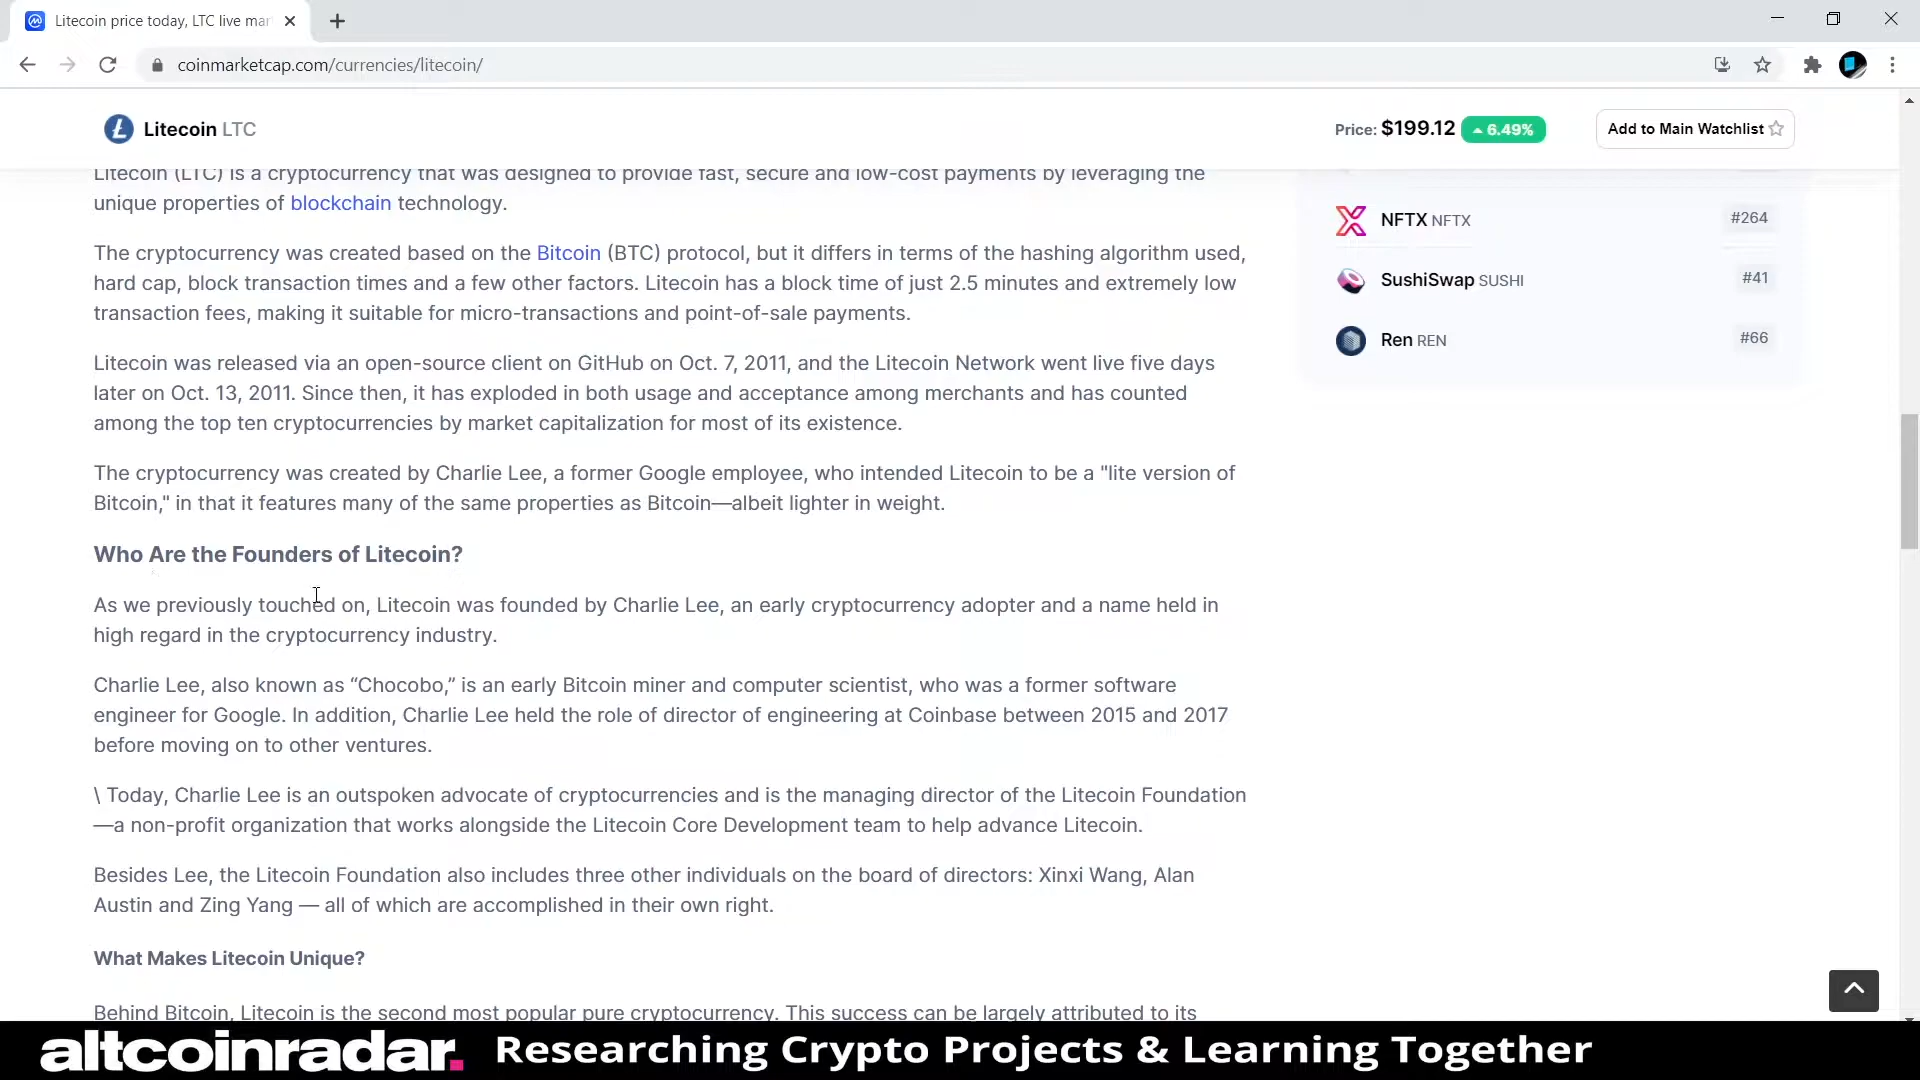 Litecoin price today, LTC live mar
coinmarketcap.com/currencies/litecoin/
Litecoin LTC
Price: $199.12 6.49%
Add to Main Watchlist
Litecoin (LTC) is a cryptocurrency that was designed to provide fast, secure and low-cost payments by leveraging the
unique properties of blockchain technology.
The cryptocurrency was created based on the Bitcoin (BTC) protocol, but it differs in terms of the hashing algorithm used,
hard cap, block transaction times and a few other factors. Litecoin has a block time of just 2.5 minutes and extremely low
transaction fees, making it suitable for micro-transactions and point-of-sale payments.
Litecoin was released via an open-source client on GitHub on Oct. 7, 2011, and the Litecoin Network went live five days
later on Oct. 13, 2011. Since then, it has exploded in both usage and acceptance among merchants and has counted
among the top ten cryptocurrencies by market capitalization for most of its existence.
The cryptocurrency was created by Charlie Lee, a former Google employee, who intended Litecoin to be a "lite version of
Bitcoin," in that it features many of the same properties as Bitcoin—albeit lighter in weight.
Who Are the Founders of Litecoin?
As we previously touched on, Litecoin was founded by Charlie Lee, an early cryptocurrency adopter and a name held in
high regard in the cryptocurrency industry.
Charlie Lee, also known as “Chocobo,” is an early Bitcoin miner and computer scientist, who was a former software
engineer for Google. In addition, Charlie Lee held the role of director of engineering at Coinbase between 2015 and 2017
before moving on to other ventures.
\ Today, Charlie Lee is an outspoken advocate of cryptocurrencies and is the managing director of the Litecoin Foundation
—a non-profit organization that works alongside the Litecoin Core Development team to help advance Litecoin.
Besides Lee, the Litecoin Foundation also includes three other individuals on the board of directors: Xinxi Wang, Alan
Austin and Zing Yang — all of which are accomplished in their own right.
What Makes Litecoin Unique?
Behind Bitcoin, Litecoin is the second most popular pure cryptocurrency. This success can be largely attributed to its
NFTX NFTX #264
SushiSwap SUSHI #41
Ren REN #66
altcoinradar. Researching Crypto Projects & Learning Together